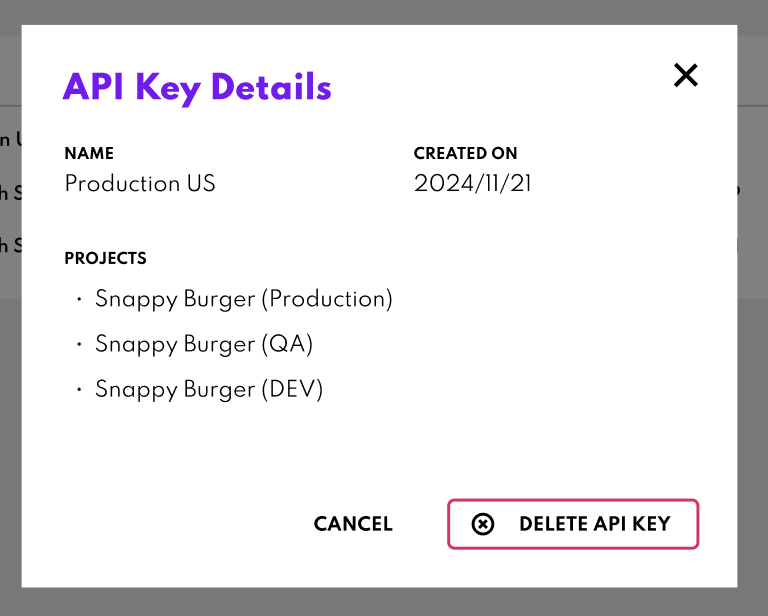 API Key Details
NAME
Production US
CREATED ON
2024/11/21
PROJECTS
· Snappy Burger (Production)
· Snappy Burger (QA)
· Snappy Burger (DEV)
CANCEL
DELETE API KEY